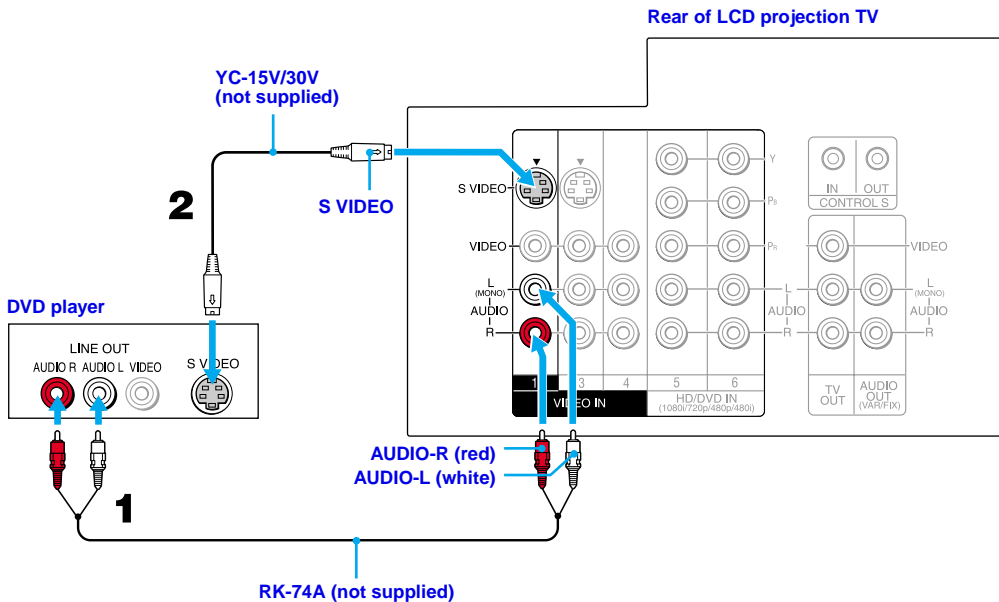 Rear of LCD projection TV
YC-15V/30V
(not supplied)
S VIDEO
2
DVD player
LINE OUT
AUDIO R AUDIO L VIDEO
S VIDEO
1
S VIDEO
VIDEO
L
(MONO)
AUDIO
R
Y
PB
PR
L
AUDIO
R
IN OUT
CONTROL S
VIDEO
L
(MONO)
AUDIO
R
1 3 4 5 6
VIDEO IN
HD/DVD IN
(1080i/720p/480p/480i)
TV
OUT
AUDIO
OUT
(VAR/FIX)
AUDIO-R (red)
AUDIO-L (white)
RK-74A (not supplied)